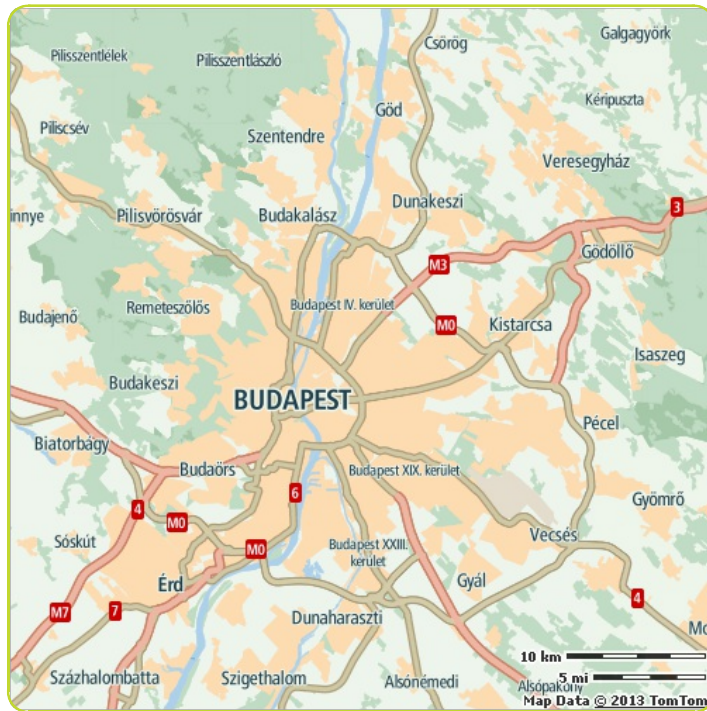 Pilisszentlélek
Pilisszentlászló
Csörög
Galgagyörk
Kéripuszta
Piliscsév
Göd
Szentendre
Veresegyház
Dunakeszi
innye
Pilisvörösvár
Budakalász
3
Gödöllő
M3
Remeteszőlős
Budapest IV. kerület
Budajenő
M0
Kistarcsa
Isaszeg
Budakeszi
BUDAPEST
Pécel
Biatorbágy
Budaörs
Budapest XIX. kerület
6
Gyömrő
4
M0
Vecsés
Sóskút
M0
Budapest XXIII.
kerület
Érd
Gyál
4
M7
7
Dunaharaszti
Mo
10 km
Százhalombatta
Szigethalom
Alsónémedi
Alsópakony
5 mi
Map Data © 2013 TomTom